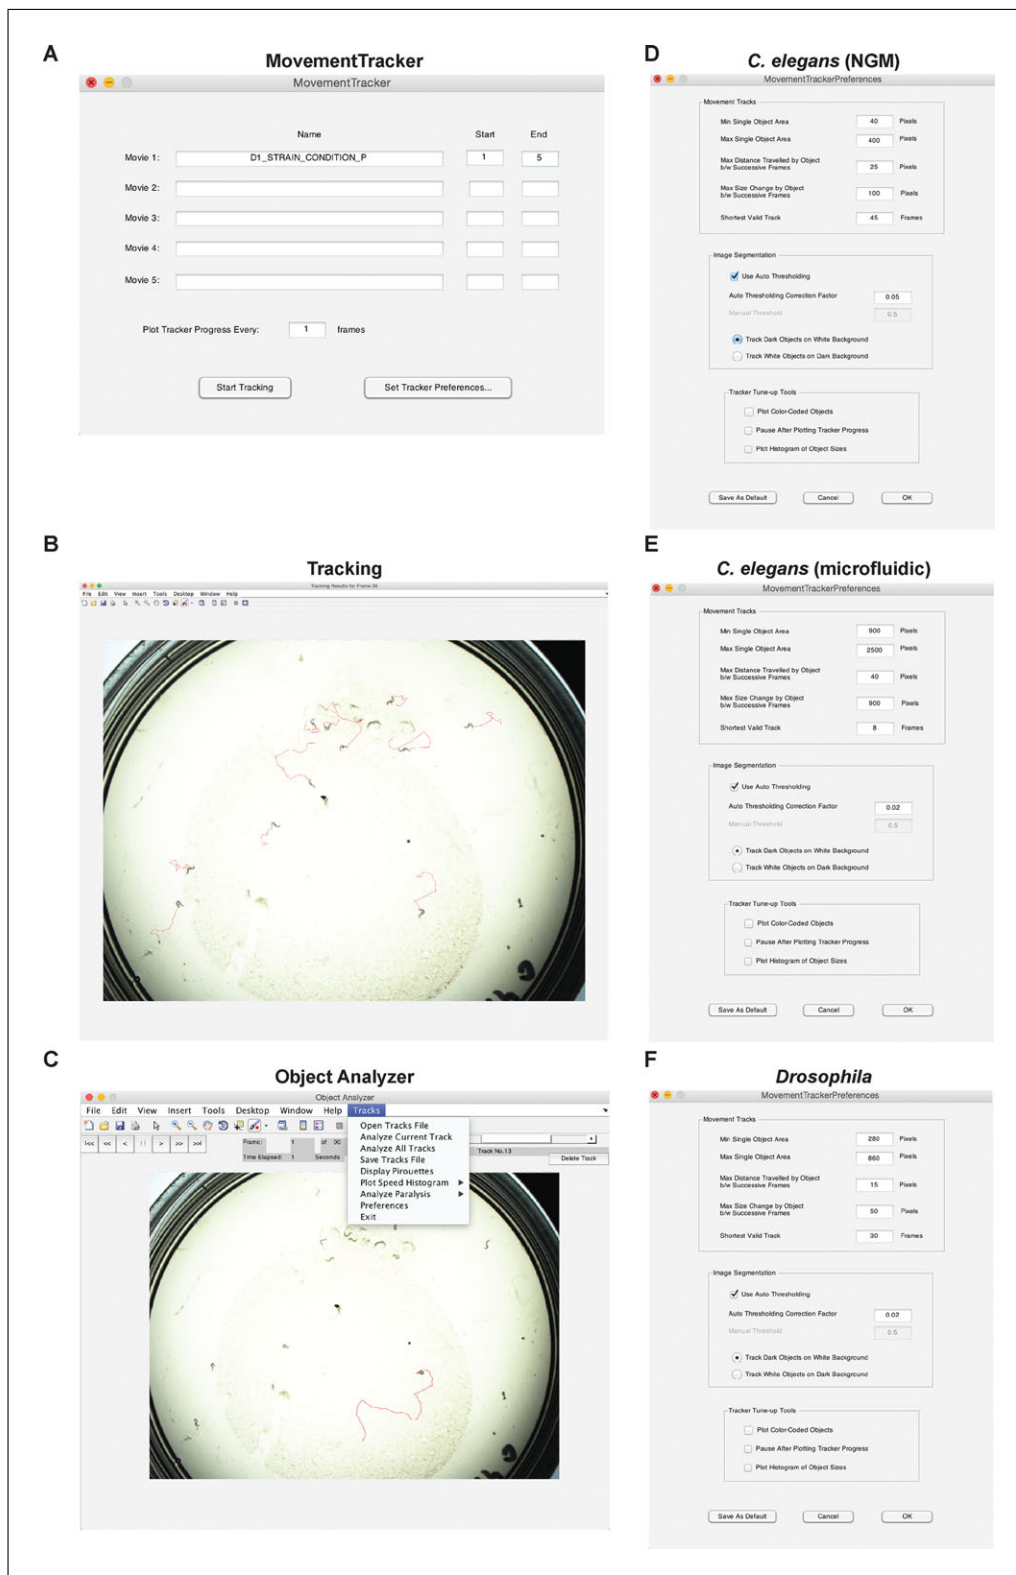 A
MovementTracker
MovementTracker
Name Start End
Movie 1: D1_STRAIN_CONDITION_P 1 5
Movie 2:
Movie 3:
Movie 4:
Movie 5:
Plot Tracker Progress Every: 1 frames
Start Tracking Set Tracker Preferences...
B
Tracking
File Edit View Insert Tools Desktop Window Help
C
Object Analyzer
Object Analyzer
File Edit View Insert Tools Desktop Window Help Tracks
Open Tracks File
Analyze Current Track
Analyze All Tracks
Save Tracks File
Display Pirouettes
Plot Speed Histogram
Analyze Paralysis
Preferences
Exit
|<< << < || > >> >>|
Frame: 1 of
Time Elapsed: 1 Seconds
Track No.13
Delete Track
D
C. elegans (NGM)
MovementTrackerPreferences
Movement Tracks
Min Single Object Area 40 Pixels
Max Single Object Area 400 Pixels
Max Distance Travelled by Object
b/w Successive Frames 25 Pixels
Max Size Change by Object
b/w Successive Frames 100 Pixels
Shortest Valid Track 45 Frames
Image Segmentation
Use Auto Thresholding
Auto Thresholding Correction Factor 0.05
Manual Threshold 0.5
Track Dark Objects on White Background
Track White Objects on Dark Background
Tracker Tune-up Tools
Plot Color-Coded Objects
Pause After Plotting Tracker Progress
Plot Histogram of Object Sizes
Save As Default Cancel OK
E
C. elegans (microfluidic)
MovementTrackerPreferences
Movement Tracks
Min Single Object Area 900 Pixels
Max Single Object Area 2500 Pixels
Max Distance Travelled by Object
b/w Successive Frames 40 Pixels
Max Size Change by Object
b/w Successive Frames 900 Pixels
Shortest Valid Track 8 Frames
Image Segmentation
Use Auto Thresholding
Auto Thresholding Correction Factor 0.02
Manual Threshold 0.5
Track Dark Objects on White Background
Track White Objects on Dark Background
Tracker Tune-up Tools
Plot Color-Coded Objects
Pause After Plotting Tracker Progress
Plot Histogram of Object Sizes
Save As Default Cancel OK
F
Drosophila
MovementTrackerPreferences
Movement Tracks
Min Single Object Area 280 Pixels
Max Single Object Area 860 Pixels
Max Distance Travelled by Object
b/w Successive Frames 15 Pixels
Max Size Change by Object
b/w Successive Frames 50 Pixels
Shortest Valid Track 30 Frames
Image Segmentation
Use Auto Thresholding
Auto Thresholding Correction Factor 0.02
Manual Threshold 0.5
Track Dark Objects on White Background
Track White Objects on Dark Background
Tracker Tune-up Tools
Plot Color-Coded Objects
Pause After Plotting Tracker Progress
Plot Histogram of Object Sizes
Save As Default Cancel OK